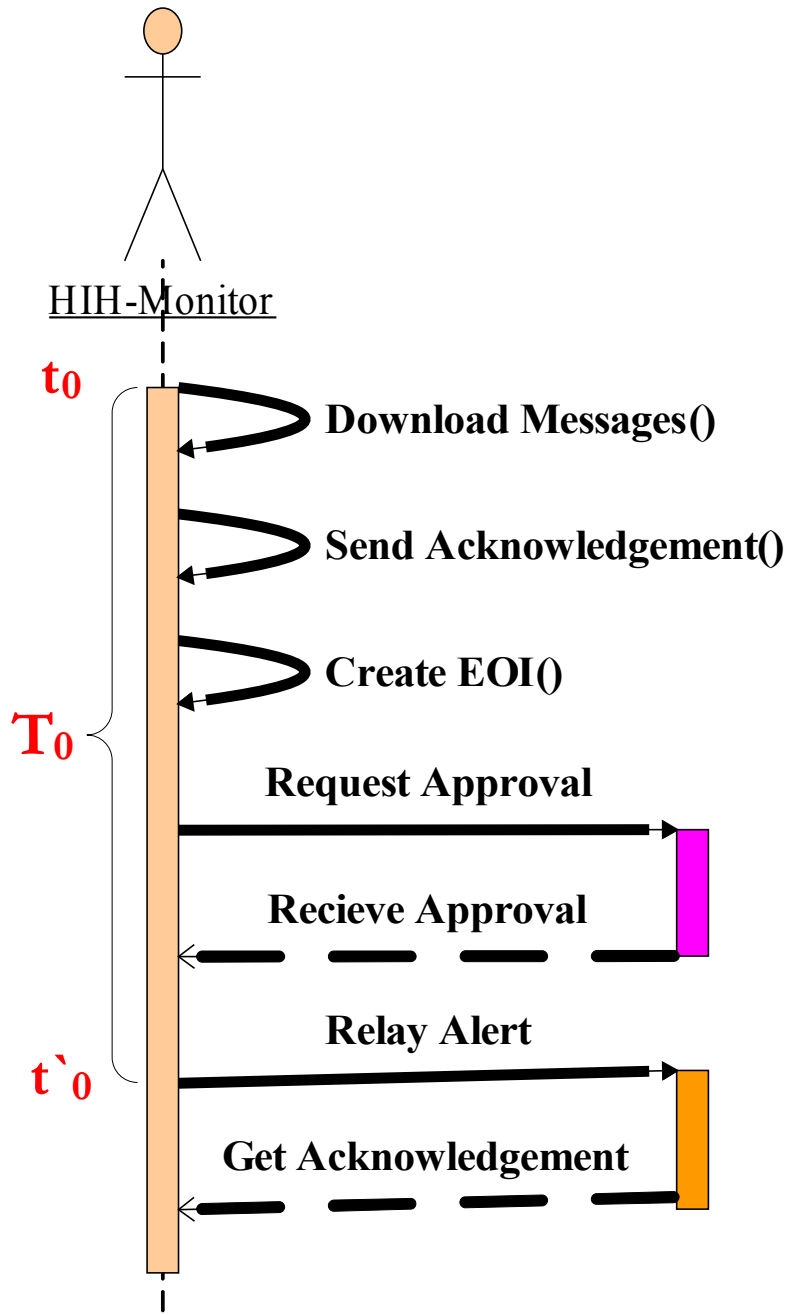 HIH-Monitor
t0
Download Messages()
Send Acknowledgement()
Create EOI()
T0
Request Approval
Recieve Approval
Relay Alert
t`0
Get Acknowledgement